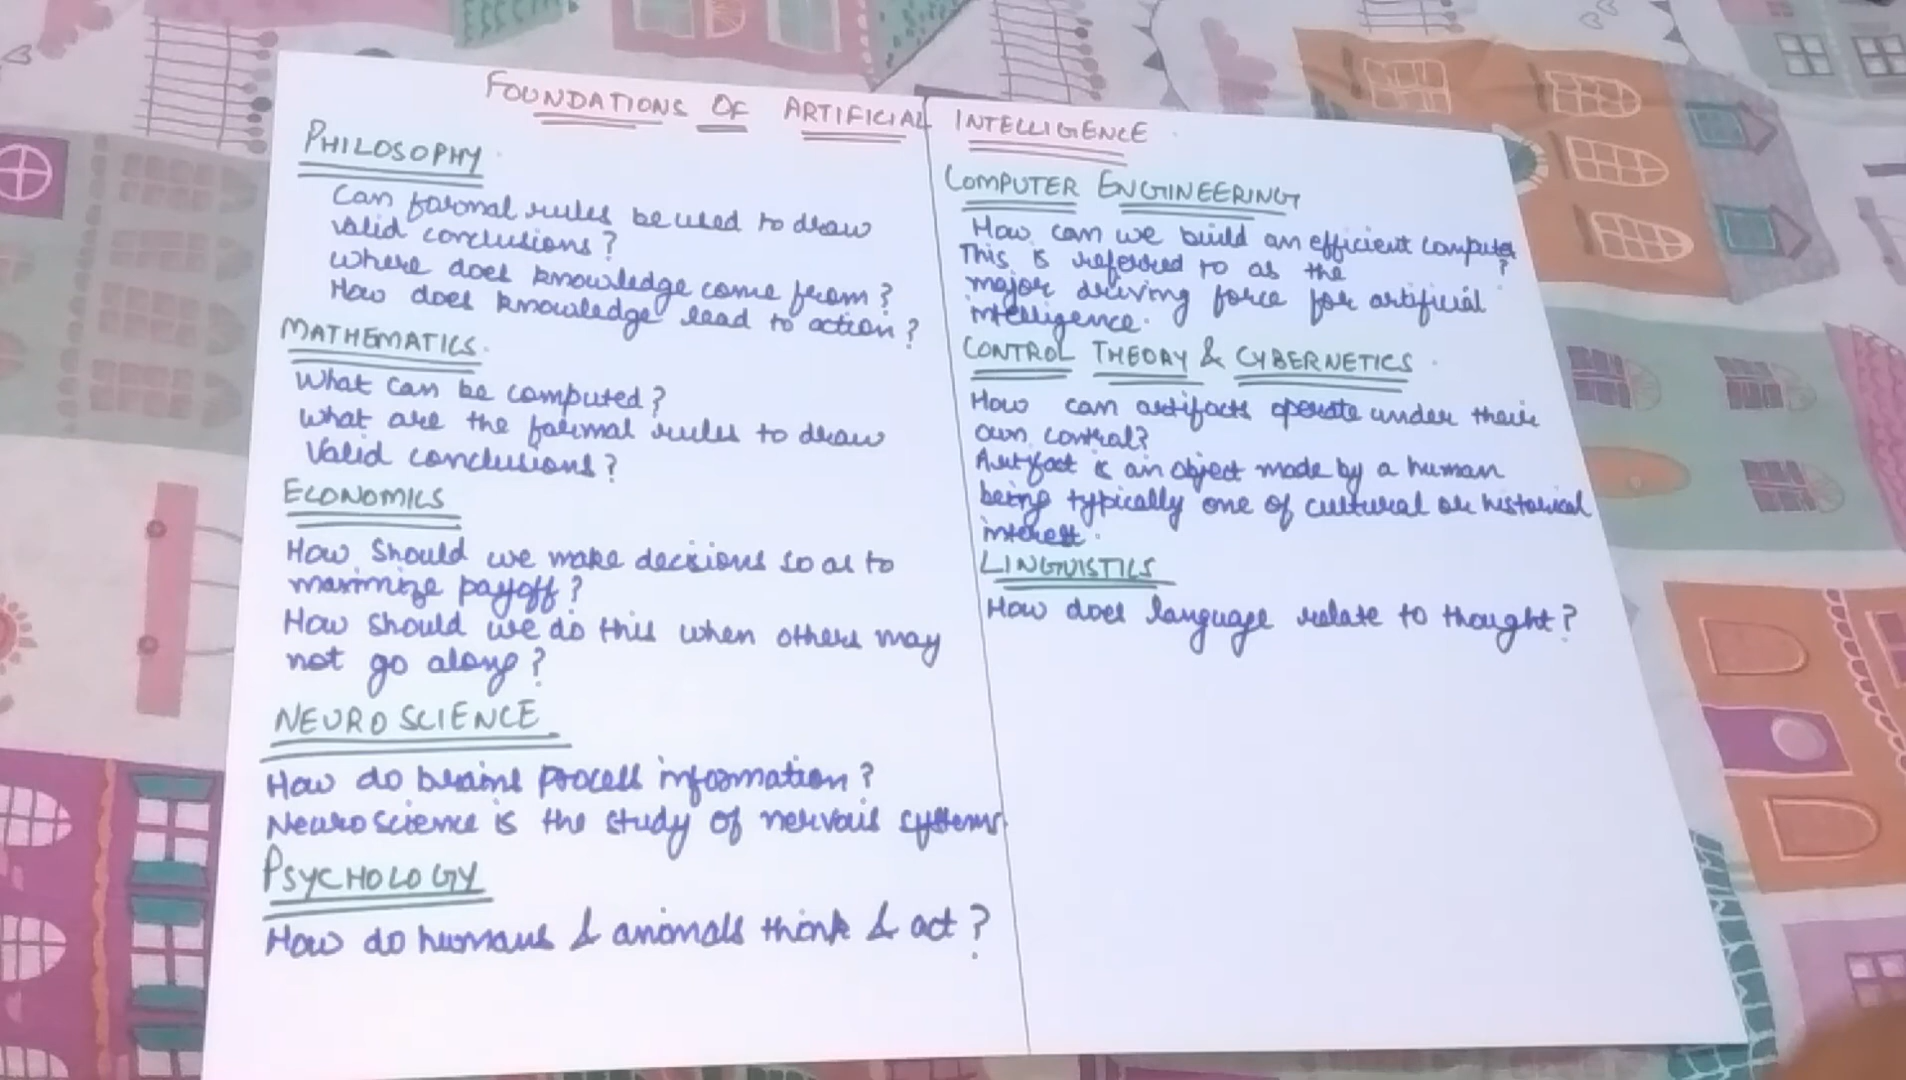 FOUNDATIONS OF ARTIFICIAL INTELLIGENCE
PHILOSOPHY
Can formal rules be used to draw
valid conclusions?
Where does knowledge come from?
How does knowledge lead to action?
MATHEMATICS
What can be computed?
What are the formal rules to draw
Valid conclusions?
ECONOMICS
How Should we make decisions so as to
maximize payoff?
How should we do this when others may
not go along?
NEUROSCIENCE
How do brains process information?
Neuroscience is the study of nervous systems
PSYCHOLOGY
How do humans & animals think & act?
COMPUTER ENGINEERING
How can we build an efficient computer?
This is referred to as the
major driving force for artificial
intelligence.
CONTROL THEORY & CYBERNETICS
How can artifacts operate under their
own control?
Artifact is an object made by a human
being typically one of cultural or historical
interest.
LINGUISTICS
How does language relate to thought?